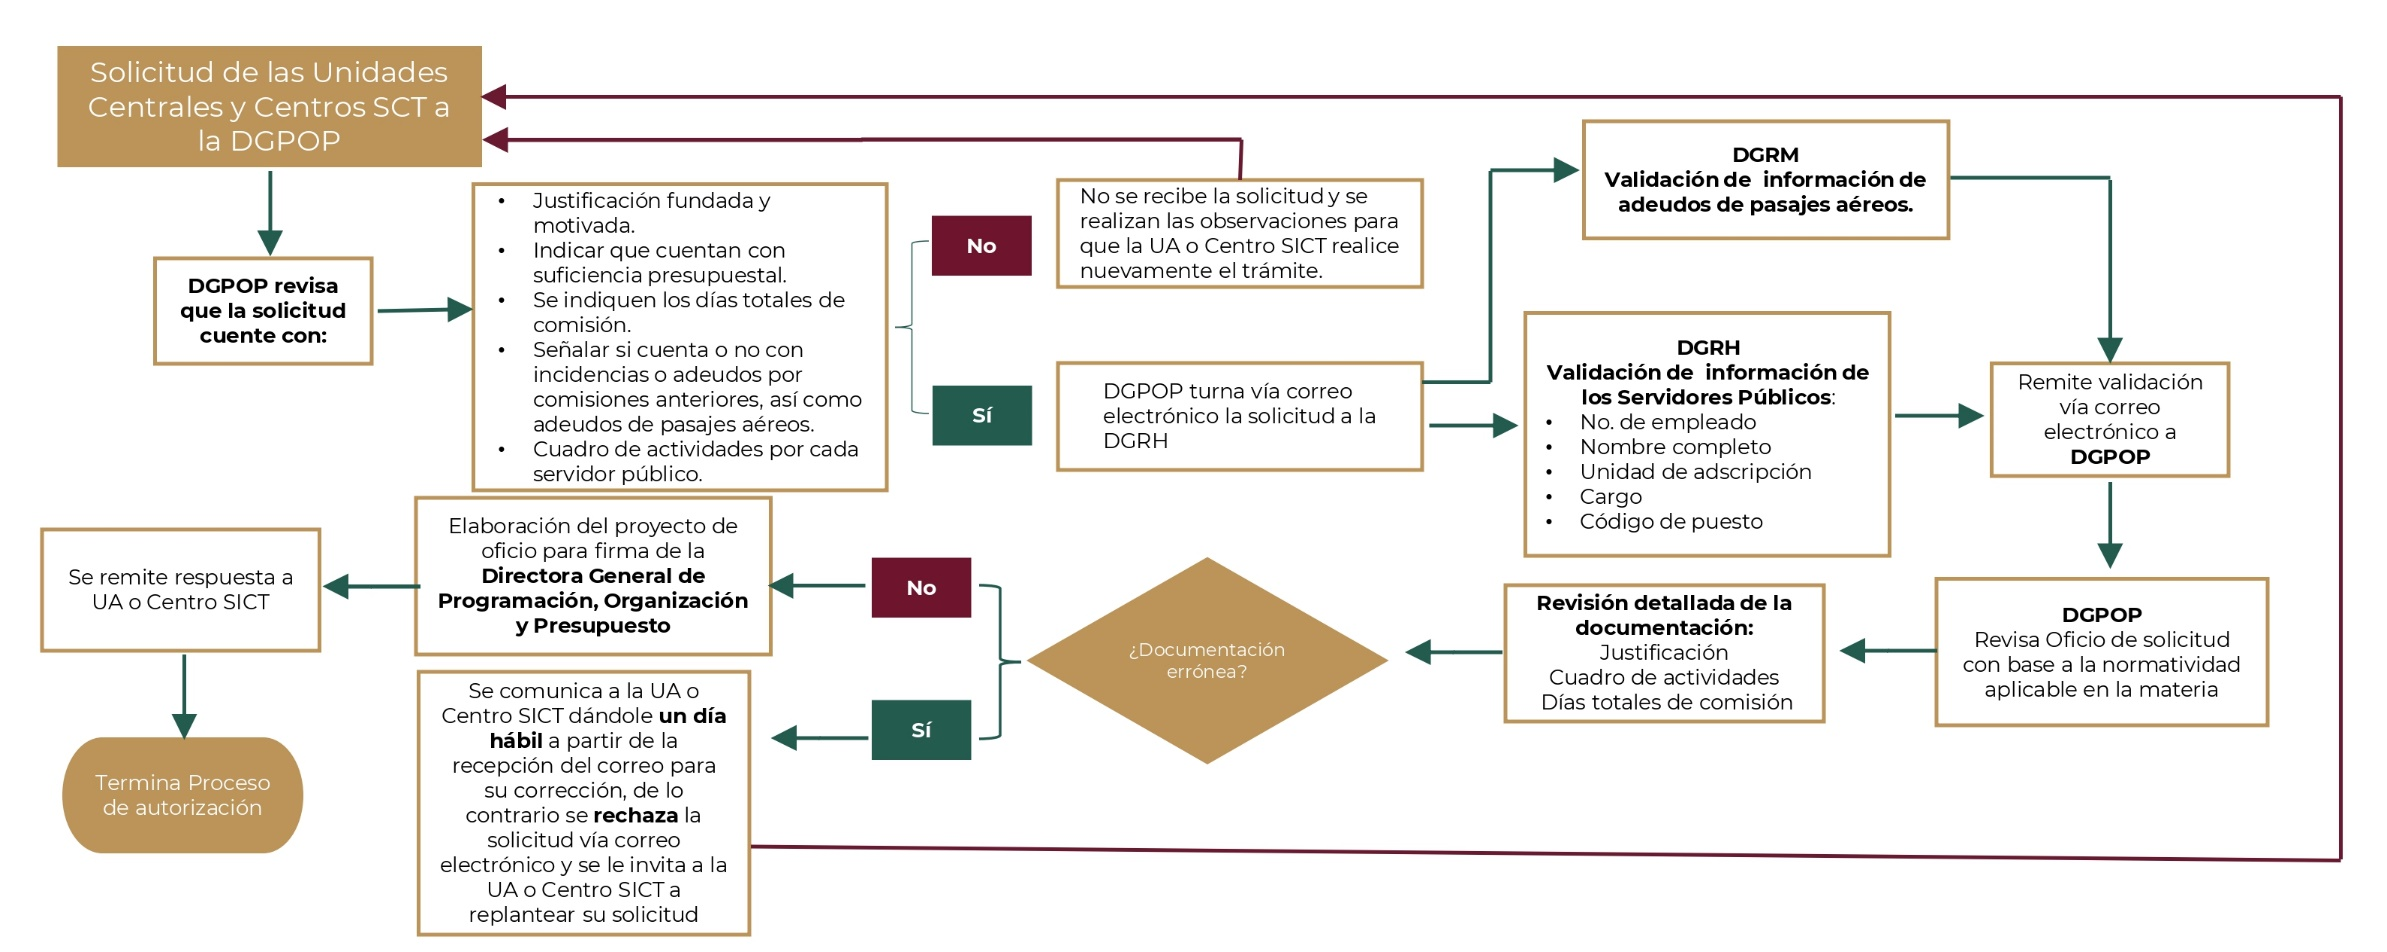 Solicitud de las Unidades
Centrales y Centros SCT a
la DGPOP
DGPOP revisa
que la solicitud
cuente con:
• Justificación fundada y
motivada.
• Indicar que cuentan con
suficiencia presupuestal.
• Se indiquen los días totales de
comisión.
• Señalar si cuenta o no con
incidencias o adeudos por
comisiones anteriores, así como
adeudos de pasajes aéreos.
• Cuadro de actividades por cada
servidor público.
No
No se recibe la solicitud y se
realizan las observaciones para
que la UA o Centro SICT realice
nuevamente el trámite.
Sí
DGPOP turna vía correo
electrónico la solicitud a la
DGRH
DGRM
Validación de información de
adeudos de pasajes aéreos.
DGRH
Validación de información de
los Servidores Públicos:
• No. de empleado
• Nombre completo
• Unidad de adscripción
• Cargo
• Código de puesto
Remite validación
vía correo
electrónico a
DGPOP
DGPOP
Revisa Oficio de solicitud
con base a la normatividad
aplicable en la materia
Revisión detallada de la
documentación:
Justificación
Cuadro de actividades
Días totales de comisión
¿Documentación
errónea?
No
Elaboración del proyecto de
oficio para firma de la
Directora General de
Programación, Organización
y Presupuesto
Se remite respuesta a
UA o Centro SICT
Termina Proceso
de autorización
Sí
Se comunica a la UA o
Centro SICT dándole un día
hábil a partir de la
recepción del correo para
su corrección, de lo
contrario se rechaza la
solicitud vía correo
electrónico y se le invita a la
UA o Centro SICT a
replantear su solicitud